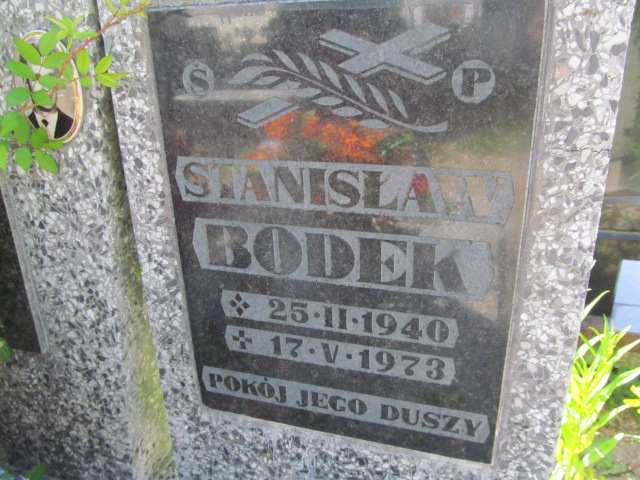 Ś P
STANISŁAW
BODEK
25·II·1940
17·V·1973
POKÓJ JEGO DUSZY